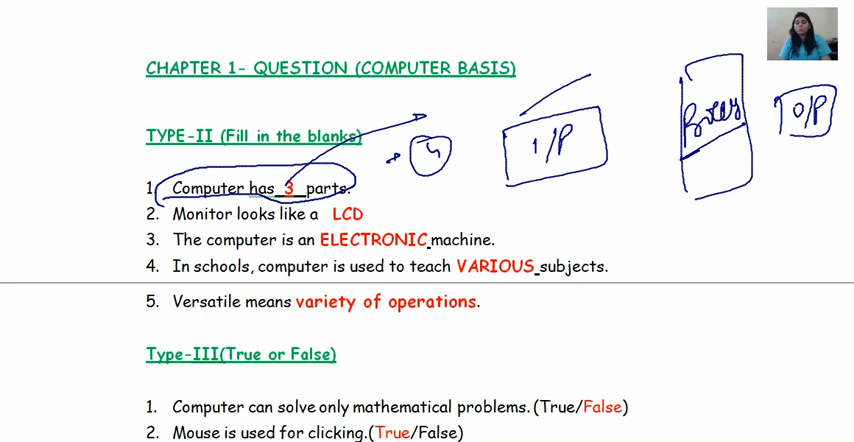 CHAPTER 1- QUESTION (COMPUTER BASIS)
TYPE-II (Fill in the blanks)
I/P
O/P
1. Computer has 3 parts.
2. Monitor looks like a LCD
3. The computer is an ELECTRONIC machine.
4. In schools, computer is used to teach VARIOUS subjects.
5. Versatile means variety of operations.
Type-III(True or False)
1. Computer can solve only mathematical problems. (True/False)
2. Mouse is used for clicking.(True/False)